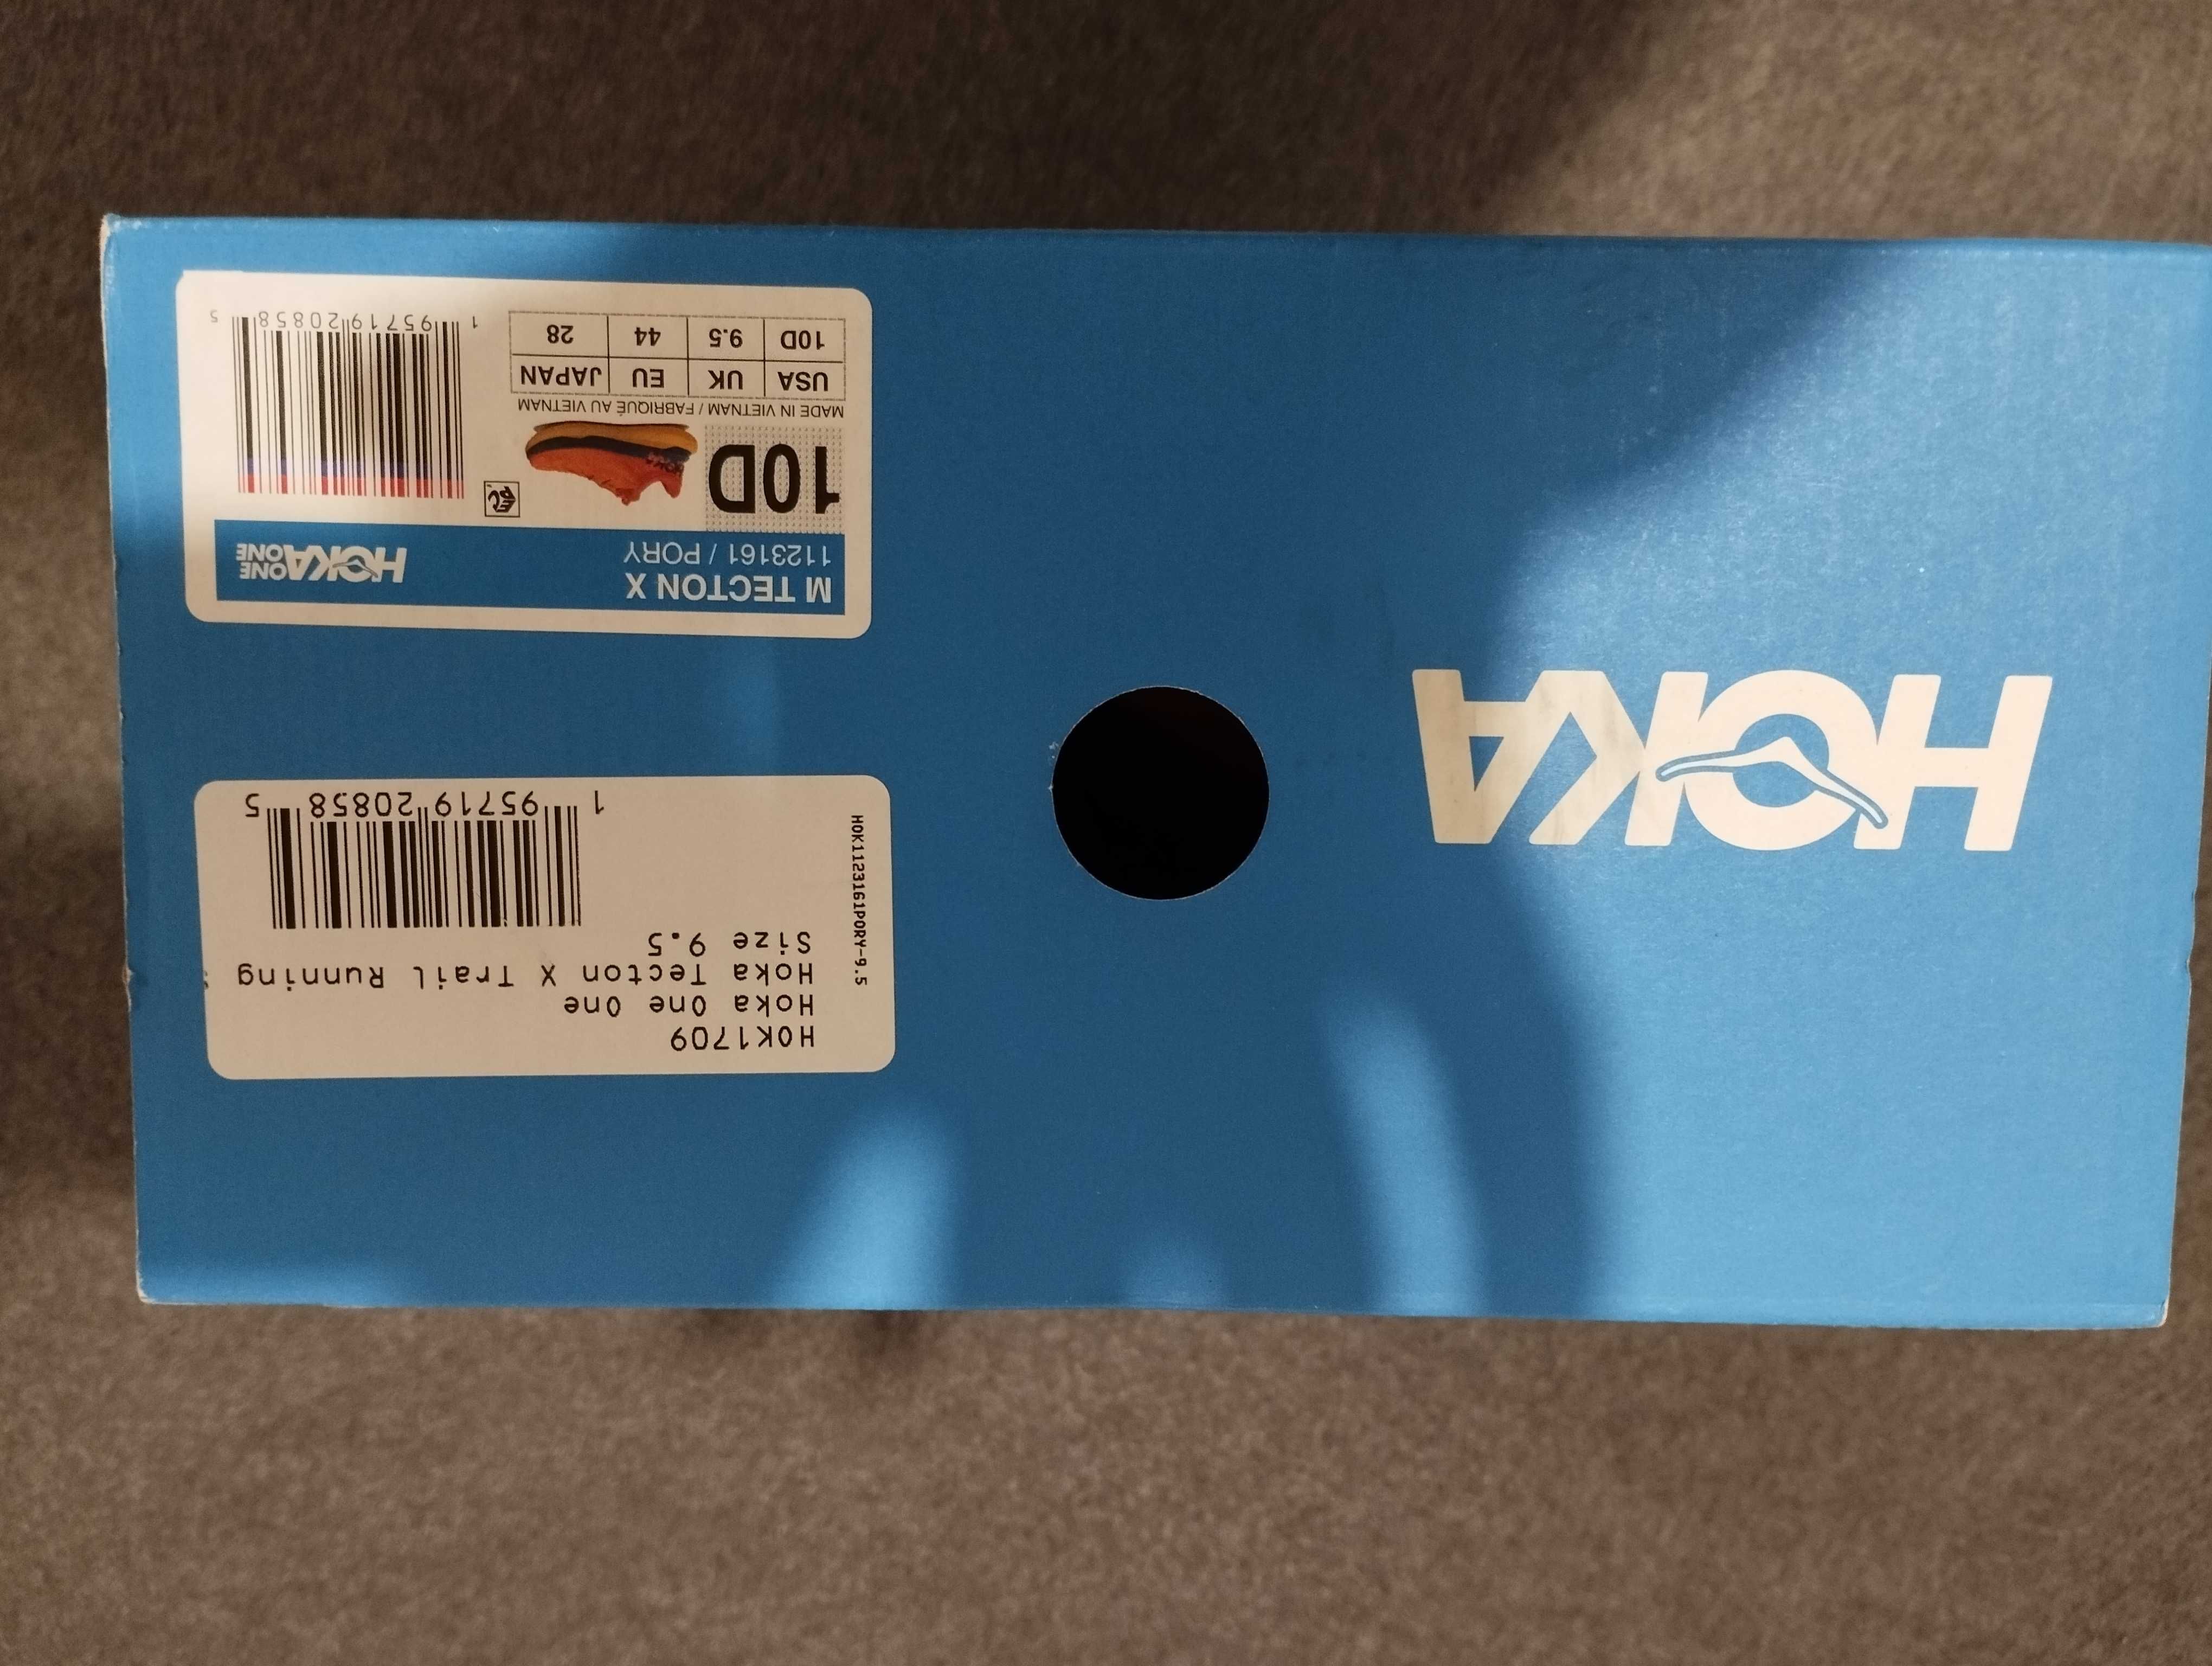 HOKA
HOK1709
Hoka One One
Hoka Tecton X Trail Running
Size 9.5
1 95719 20858 5
HOK1123161PORY-9.5
M TECTON X
1123161 / PORY
HOKA ONE ONE
10D
HOKA
MADE IN VIETNAM / FABRIQUÉ AU VIETNAM
USA UK EU JAPAN
10D 9.5 44 28
1 95719 20858 5